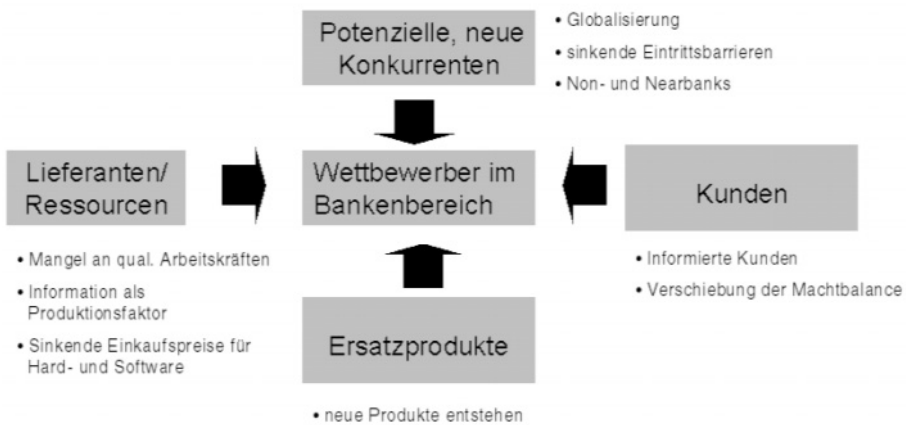 Potenzielle, neue
Konkurrenten
• Globalisierung
• sinkende Eintrittsbarrieren
• Non- und Nearbanks
Lieferanten/
Ressourcen
Wettbewerber im
Bankenbereich
Kunden
• Mangel an qual. Arbeitskräften
• Information als
Produktionsfaktor
• Sinkende Einkaufspreise für
Hard- und Software
• Informierte Kunden
• Verschiebung der Machtbalance
Ersatzprodukte
• neue Produkte entstehen